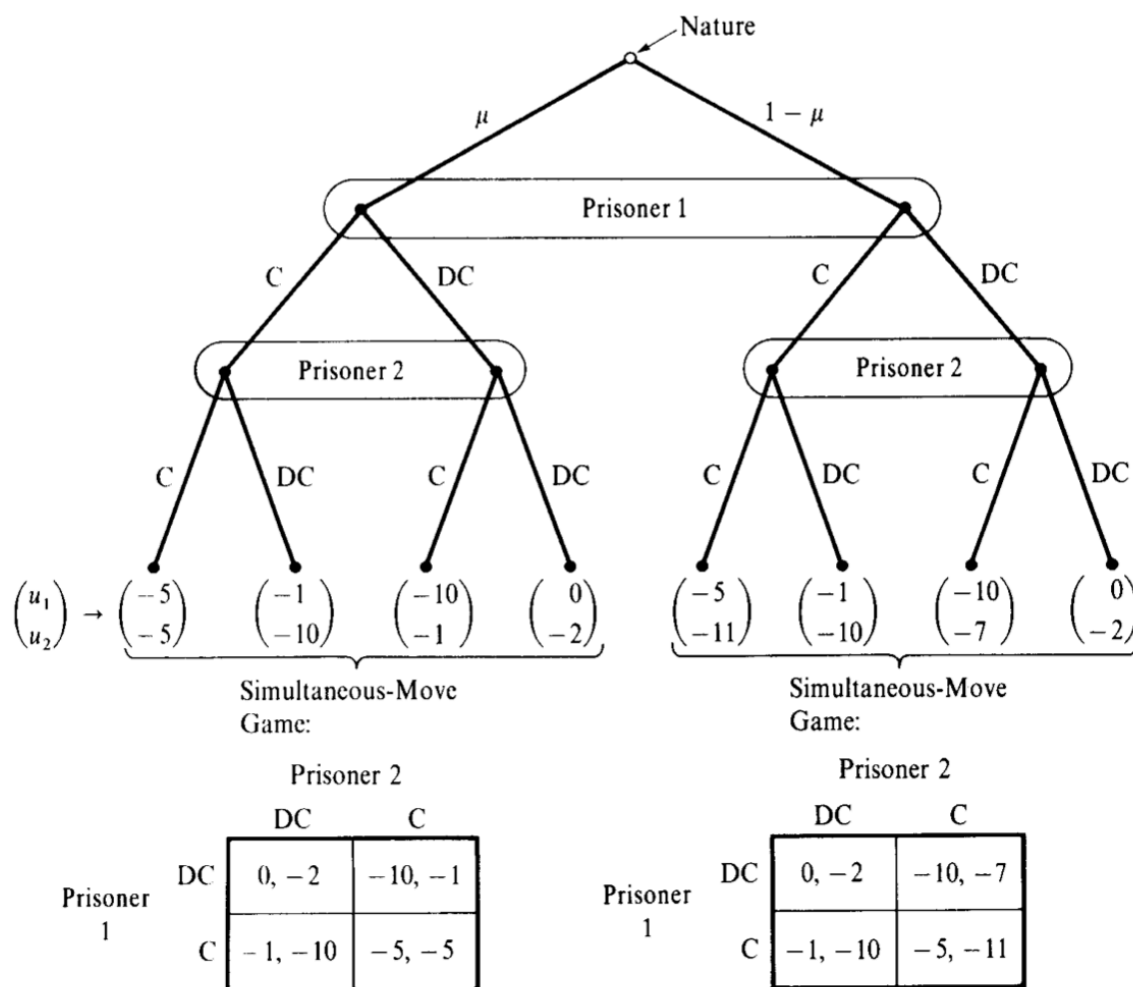 Nature
μ 1 − μ
Prisoner 1
C DC C DC
Prisoner 2 Prisoner 2
C DC C DC C DC C DC
(u₁ u₂) → (−5 −5) (−1 −10) (−10 −1) (0 −2) (−5 −11) (−1 −10) (−10 −7) (0 −2)
Simultaneous-Move
Game:
Prisoner 2
DC C
DC 0, −2 −10, −1
Prisoner
1
C −1, −10 −5, −5
Simultaneous-Move
Game:
Prisoner 2
DC C
DC 0, −2 −10, −7
Prisoner
1
C −1, −10 −5, −11